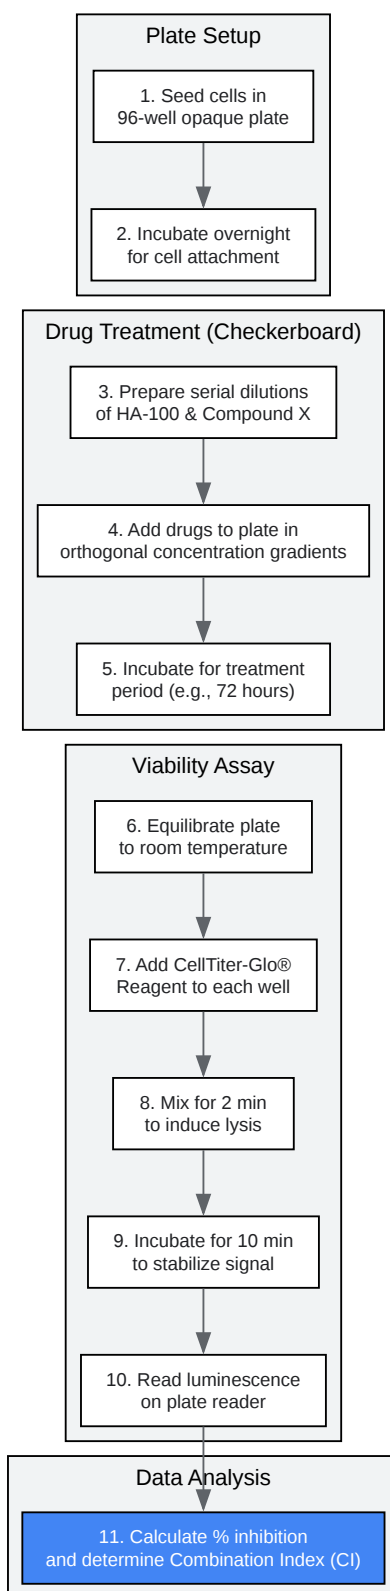 Plate Setup
1. Seed cells in
96-well opaque plate
2. Incubate overnight
for cell attachment
Drug Treatment (Checkerboard)
3. Prepare serial dilutions
of HA-100 & Compound X
4. Add drugs to plate in
orthogonal concentration gradients
5. Incubate for treatment
period (e.g., 72 hours)
Viability Assay
6. Equilibrate plate
to room temperature
7. Add CellTiter-Glo®
Reagent to each well
8. Mix for 2 min
to induce lysis
9. Incubate for 10 min
to stabilize signal
10. Read luminescence
on plate reader
Data Analysis
11. Calculate % inhibition
and determine Combination Index (CI)